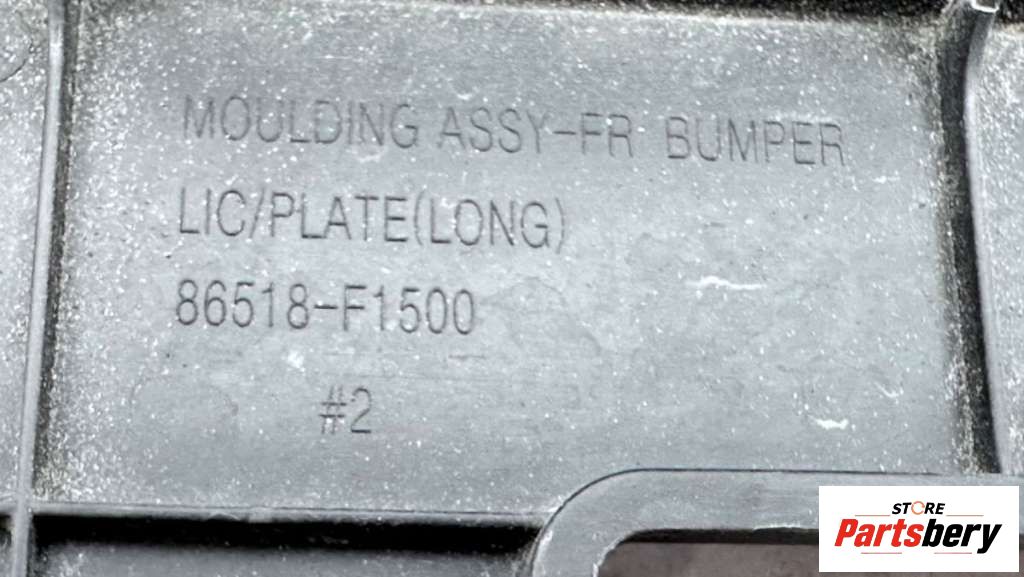 MOULDING ASSY-FR BUMPER
LIC/PLATE(LONG)
86518-F1500
#2
STORE
Partsbery